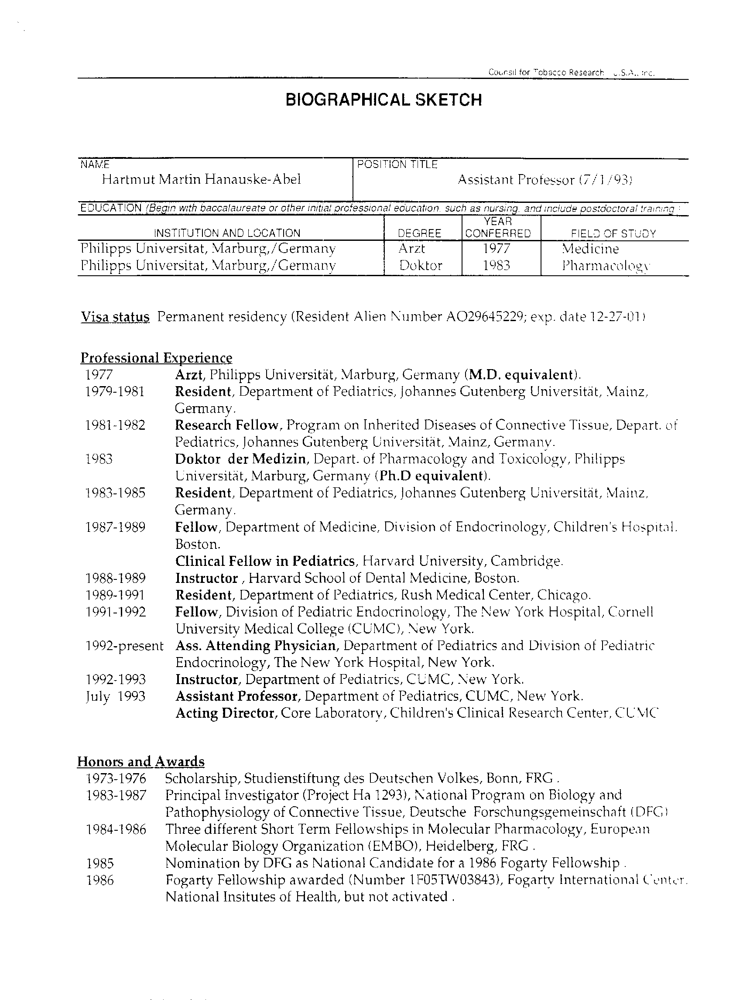 Council for Tobacco Research U.S.A., Inc.
BIOGRAPHICAL SKETCH
NAME POSITION TITLE
Hartmut Martin Hanauske-Abel Assistant Professor (7/1/93)
EDUCATION (Begin with baccalaureate or other initial professional education, such as nursing, and include postdoctoral training.)
YEAR
INSTITUTION AND LOCATION DEGREE CONFERRED FIELD OF STUDY
Philipps Universitat, Marburg,/Germany Arzt 1977 Medicine
Philipps Universitat, Marburg,/Germany Doktor 1983 Pharmacology
Visa status Permanent residency (Resident Alien Number AO29645229; exp. date 12-27-01)
Professional Experience
1977 Arzt, Philipps Universität, Marburg, Germany (M.D. equivalent).
1979-1981 Resident, Department of Pediatrics, Johannes Gutenberg Universität, Mainz,
Germany.
1981-1982 Research Fellow, Program on Inherited Diseases of Connective Tissue, Depart. of
Pediatrics, Johannes Gutenberg Universität, Mainz, Germany.
1983 Doktor der Medizin, Depart. of Pharmacology and Toxicology, Philipps
Universität, Marburg, Germany (Ph.D equivalent).
1983-1985 Resident, Department of Pediatrics, Johannes Gutenberg Universität, Mainz,
Germany.
1987-1989 Fellow, Department of Medicine, Division of Endocrinology, Children's Hospital.
Boston.
Clinical Fellow in Pediatrics, Harvard University, Cambridge.
1988-1989 Instructor , Harvard School of Dental Medicine, Boston.
1989-1991 Resident, Department of Pediatrics, Rush Medical Center, Chicago.
1991-1992 Fellow, Division of Pediatric Endocrinology, The New York Hospital, Cornell
University Medical College (CUMC), New York.
1992-present Ass. Attending Physician, Department of Pediatrics and Division of Pediatric
Endocrinology, The New York Hospital, New York.
1992-1993 Instructor, Department of Pediatrics, CUMC, New York.
July 1993 Assistant Professor, Department of Pediatrics, CUMC, New York.
Acting Director, Core Laboratory, Children's Clinical Research Center, CUMC
Honors and Awards
1973-1976 Scholarship, Studienstiftung des Deutschen Volkes, Bonn, FRG .
1983-1987 Principal Investigator (Project Ha 1293), National Program on Biology and
Pathophysiology of Connective Tissue, Deutsche Forschungsgemeinschaft (DFG)
1984-1986 Three different Short Term Fellowships in Molecular Pharmacology, European
Molecular Biology Organization (EMBO), Heidelberg, FRG .
1985 Nomination by DFG as National Candidate for a 1986 Fogarty Fellowship .
1986 Fogarty Fellowship awarded (Number 1F05TW03843), Fogarty International Center.
National Insitutes of Health, but not activated .